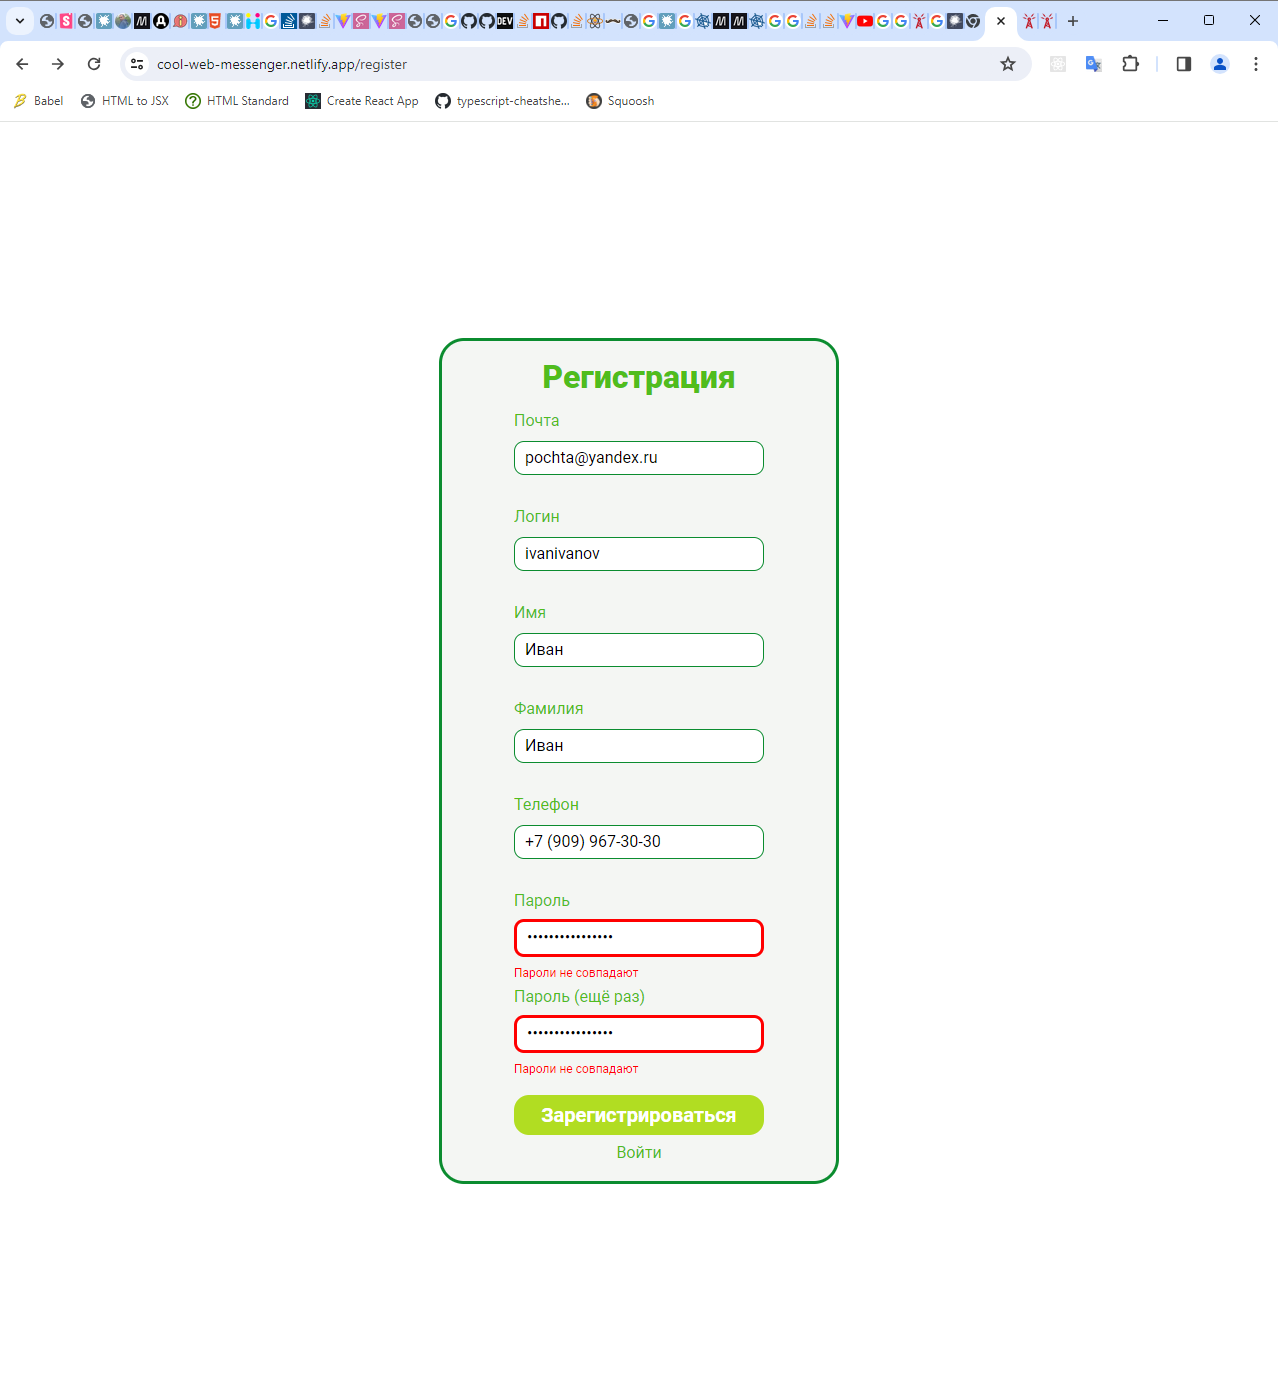 cool-web-messenger.netlify.app/register
Babel
HTML to JSX
HTML Standard
Create React App
typescript-cheatshe...
Squoosh
Регистрация
Почта
pochta@yandex.ru
Логин
ivanivanov
Имя
Иван
Фамилия
Иван
Телефон
+7 (909) 967-30-30
Пароль
••••••••••••••••
Пароли не совпадают
Пароль (ещё раз)
••••••••••••••••
Пароли не совпадают
Зарегистрироваться
Войти